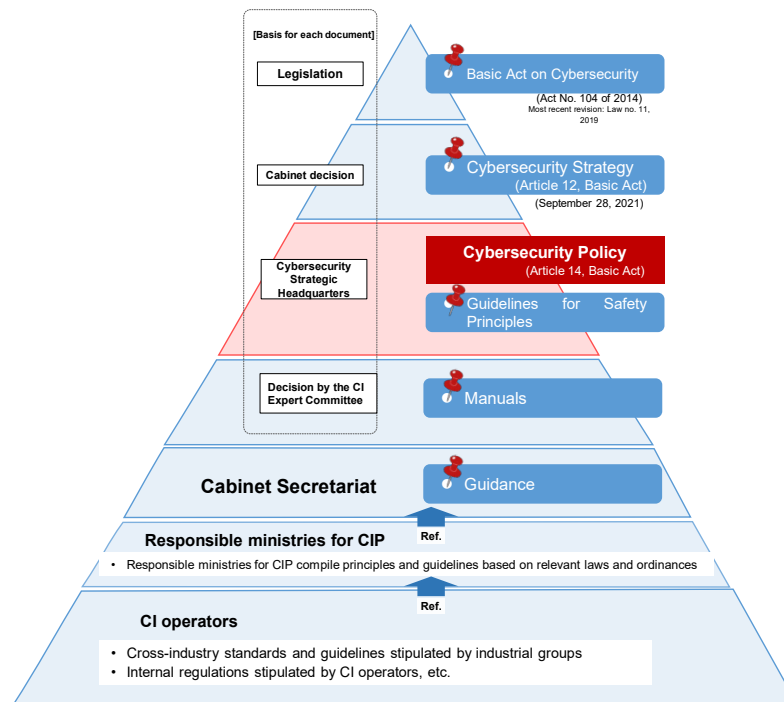 [Basis for each document]
Legislation
Basic Act on Cybersecurity
(Act No. 104 of 2014)
Most recent revision: Law no. 11,
2019
Cabinet decision
Cybersecurity Strategy
(Article 12, Basic Act)
(September 28, 2021)
Cybersecurity
Strategic
Headquarters
Cybersecurity Policy
(Article 14, Basic Act)
Guidelines for Safety
Principles
Decision by the CI
Expert Committee
Manuals
Cabinet Secretariat
Guidance
Ref.
Responsible ministries for CIP
• Responsible ministries for CIP compile principles and guidelines based on relevant laws and ordinances
Ref.
CI operators
• Cross-industry standards and guidelines stipulated by industrial groups
• Internal regulations stipulated by CI operators, etc.